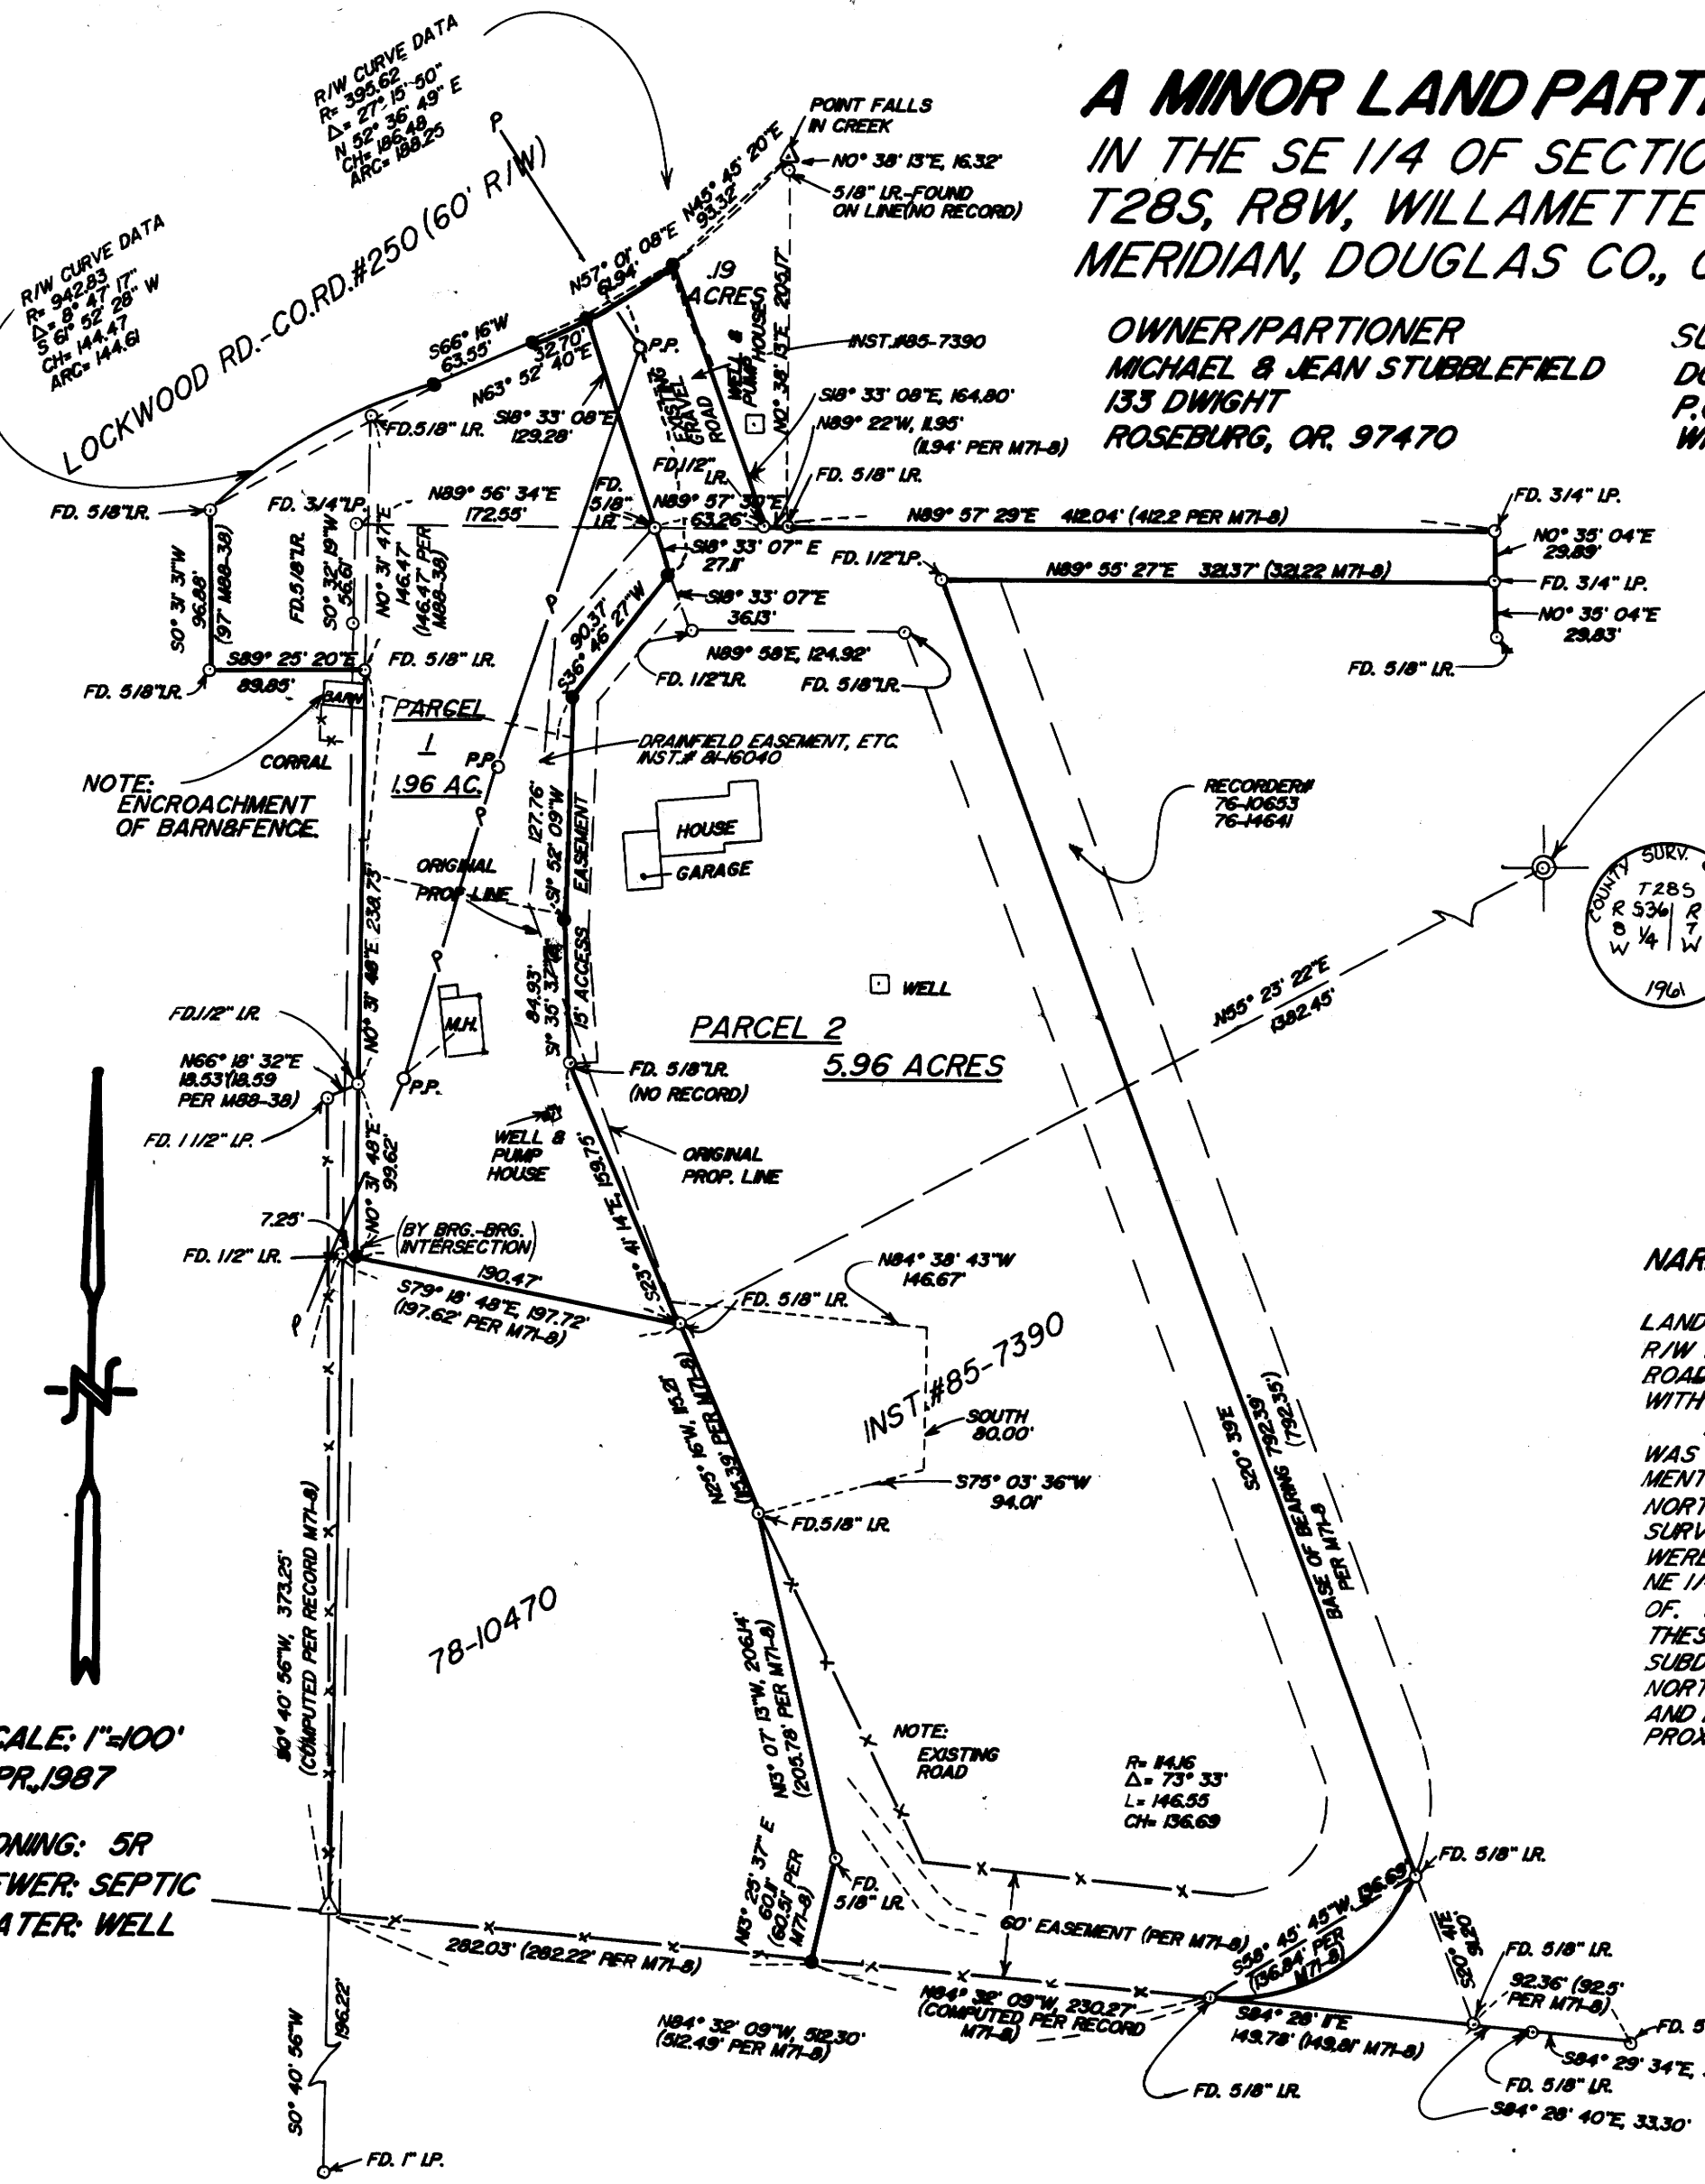 A MINOR LAND PARTI
IN THE SE 1/4 OF SECTIO
T28S, R8W, WILLAMETTE
MERIDIAN, DOUGLAS CO., O
OWNER/PARTIONER
MICHAEL & JEAN STUBBLEFIELD
133 DWIGHT
ROSEBURG, OR. 97470
SU
DO
P.O
WI
R/W CURVE DATA
R= 395.62
Δ= 27° 15' 50"
N 52° 36' 49" E
CH= 186.48
ARC= 188.25
R/W CURVE DATA
R= 942.83
Δ= 8° 47' 17"
S 61° 52' 28" W
CH= 144.47
ARC= 144.61
LOCKWOOD RD.-CO.RD.#250 (60' R/W)
P
POINT FALLS
IN CREEK
N0° 38' 13"E, 16.32'
5/8" I.R.-FOUND
ON LINE(NO RECORD)
N45° 45' 20"E
93.32'
N57° 01' 08"E
61.94'
.19
ACRES
N0° 38' 13"E 205.17'
S66° 16'W
63.55'
32.70'
N63° 52' 40"E
P.P.
EXISTING
GRAVEL
ROAD
WELL &
PUMP HOUSE
INST.#85-7390
S18° 33' 08"E, 164.80'
N89° 22'W, 11.95'
(11.94' PER M71-8)
FD. 5/8" I.R.
FD.5/8" I.R.
S18° 33' 08"E
129.28'
FD. 5/8"I.R.
FD. 3/4"I.P.
N89° 56' 34"E
172.55'
FD.
5/8"
I.R.
FD.1/2"
I.R.
N89° 57' 30"E
63.26'
N89° 57' 29"E 412.04' (412.2 PER M71-8)
FD. 3/4" I.P.
N0° 35' 04"E
29.89'
S0° 31' 31"W
96.88'
(97' M88-38)
FD.5/8"I.R.
S0° 32' 19"W
56.61'
N0° 31' 47"E
146.47'
(146.47' PER
M88-38)
S18° 33' 07" E
27.11'
FD. 1/2"I.P.
N89° 55' 27"E 321.37' (321.22 M71-8)
FD. 3/4" I.P.
N0° 35' 04"E
29.83'
FD. 5/8" I.R.
S18° 33' 07"E
36.13'
P
90.37'
S36° 46' 27"W
N89° 58'E, 124.92'
FD. 1/2"I.R.
FD. 5/8"I.R.
S89° 25' 20"E
89.85'
FD. 5/8" I.R.
FD. 5/8"I.R.
BARN
CORRAL
NOTE:
ENCROACHMENT
OF BARN&FENCE.
PARCEL
1
1.96 AC.
P.P.
P
DRAINFIELD EASEMENT, ETC.
INST.# 81-16040
127.76'
S1° 52' 09"W
15' ACCESS EASEMENT
HOUSE
GARAGE
RECORDER#
76-10653
76-14641
COUNTY SURV.
T28S
R S36 R
8 1/4 7
W W
1961
ORIGINAL
PROP. LINE
N0° 31' 48"E 238.73'
P
84.93'
S1° 35' 37"E
WELL
N55° 23' 22"E
1382.45'
M.H.
PARCEL 2
5.96 ACRES
FD.1/2" I.R.
N66° 18' 32"E
18.53'(18.59
PER M88-38)
FD. 1 1/2" I.P.
P.P.
FD. 5/8"I.R.
(NO RECORD)
WELL &
PUMP
HOUSE
ORIGINAL
PROP. LINE
N0° 31' 48"E
99.62'
S23° 41' 14"E, 159.75'
7.25'
FD. 1/2" I.R.
(BY BRG.-BRG.
INTERSECTION)
190.47'
S79° 18' 48"E, 197.72'
(197.62' PER M71-8)
P
FD. 5/8" I.R.
N84° 38' 43"W
146.67'
INST.#85-7390
SOUTH
80.00'
S75° 03' 36"W
94.01'
N25° 16'W, 115.21'
(115.39' PER M71-8)
FD.5/8" I.R.
S20° 39'E
BASE OF BEARING 792.39'
(792.35')
PER M71-8
NAR
LAND
R/W
ROAD
WITH
WAS
MENT
NORT
SURV
WERE
NE 1/
OF.
THES
SUBD
NORT
AND
PROX
78-10470
S0° 40' 56"W, 373.25'
(COMPUTED PER RECORD M71-8)
CALE: 1"=100'
PR.,1987
ONING: 5R
EWER: SEPTIC
ATER: WELL
N13° 07' 13"W, 206.14'
(205.78' PER M71-8)
NOTE:
EXISTING
ROAD
R= 114.16
Δ= 73° 33'
L= 146.55
CH= 136.69
N13° 25' 37" E
60.11'
(60.51' PER
M71-8)
FD.
5/8" I.R.
FD. 5/8" I.R.
60' EASEMENT (PER M71-8)
S58° 45' 45"W, 136.69'
(136.84' PER
M71-8)
282.03' (282.22' PER M71-8)
N84° 32' 09"W, 512.30'
(512.49' PER M71-8)
N84° 32' 09"W, 230.27'
(COMPUTED PER RECORD
M71-8)
S84° 28' 11"E
149.78' (149.81' M71-8)
FD. 5/8" I.R.
S20° 41'E
FD. 5/8" I.R.
92.36' (92.5'
PER M71-8)
FD. 5
S84° 29' 34"E,
FD. 5/8" I.R.
S84° 28' 40"E, 33.30'
S0° 40' 56"W
196.22'
FD. 1" I.P.